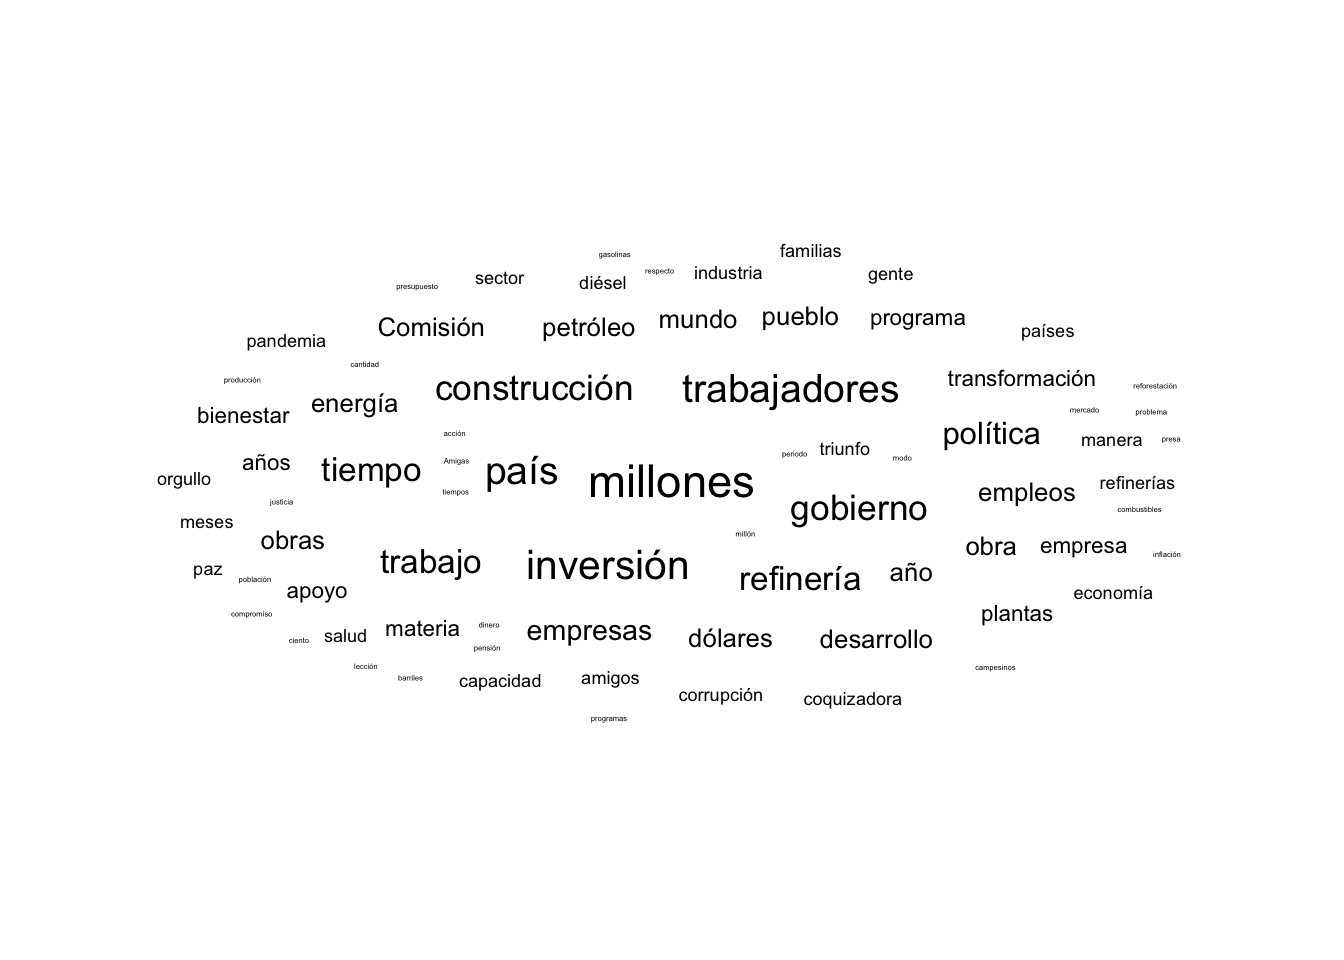 familias
gasolinas
respecto industria gente
sector diésel
presupuesto
Comisión petróleo mundo pueblo programa
pandemia países
cantidad
producción construcción trabajadores transformación reforestación
bienestar energía mercado problema
acción política manera presa
años Amigas periodo triunfo modo
orgullo tiempo país millones empleos refinerías
tiempos
justicia gobierno combustibles
meses
obras millón obra empresa inflación
paz trabajo inversión refinería año
población
apoyo economía
compromiso plantas
ciento salud materia dinero empresas dólares desarrollo
pensión
lección campesinos
barriles capacidad amigos
corrupción coquizadora
programas